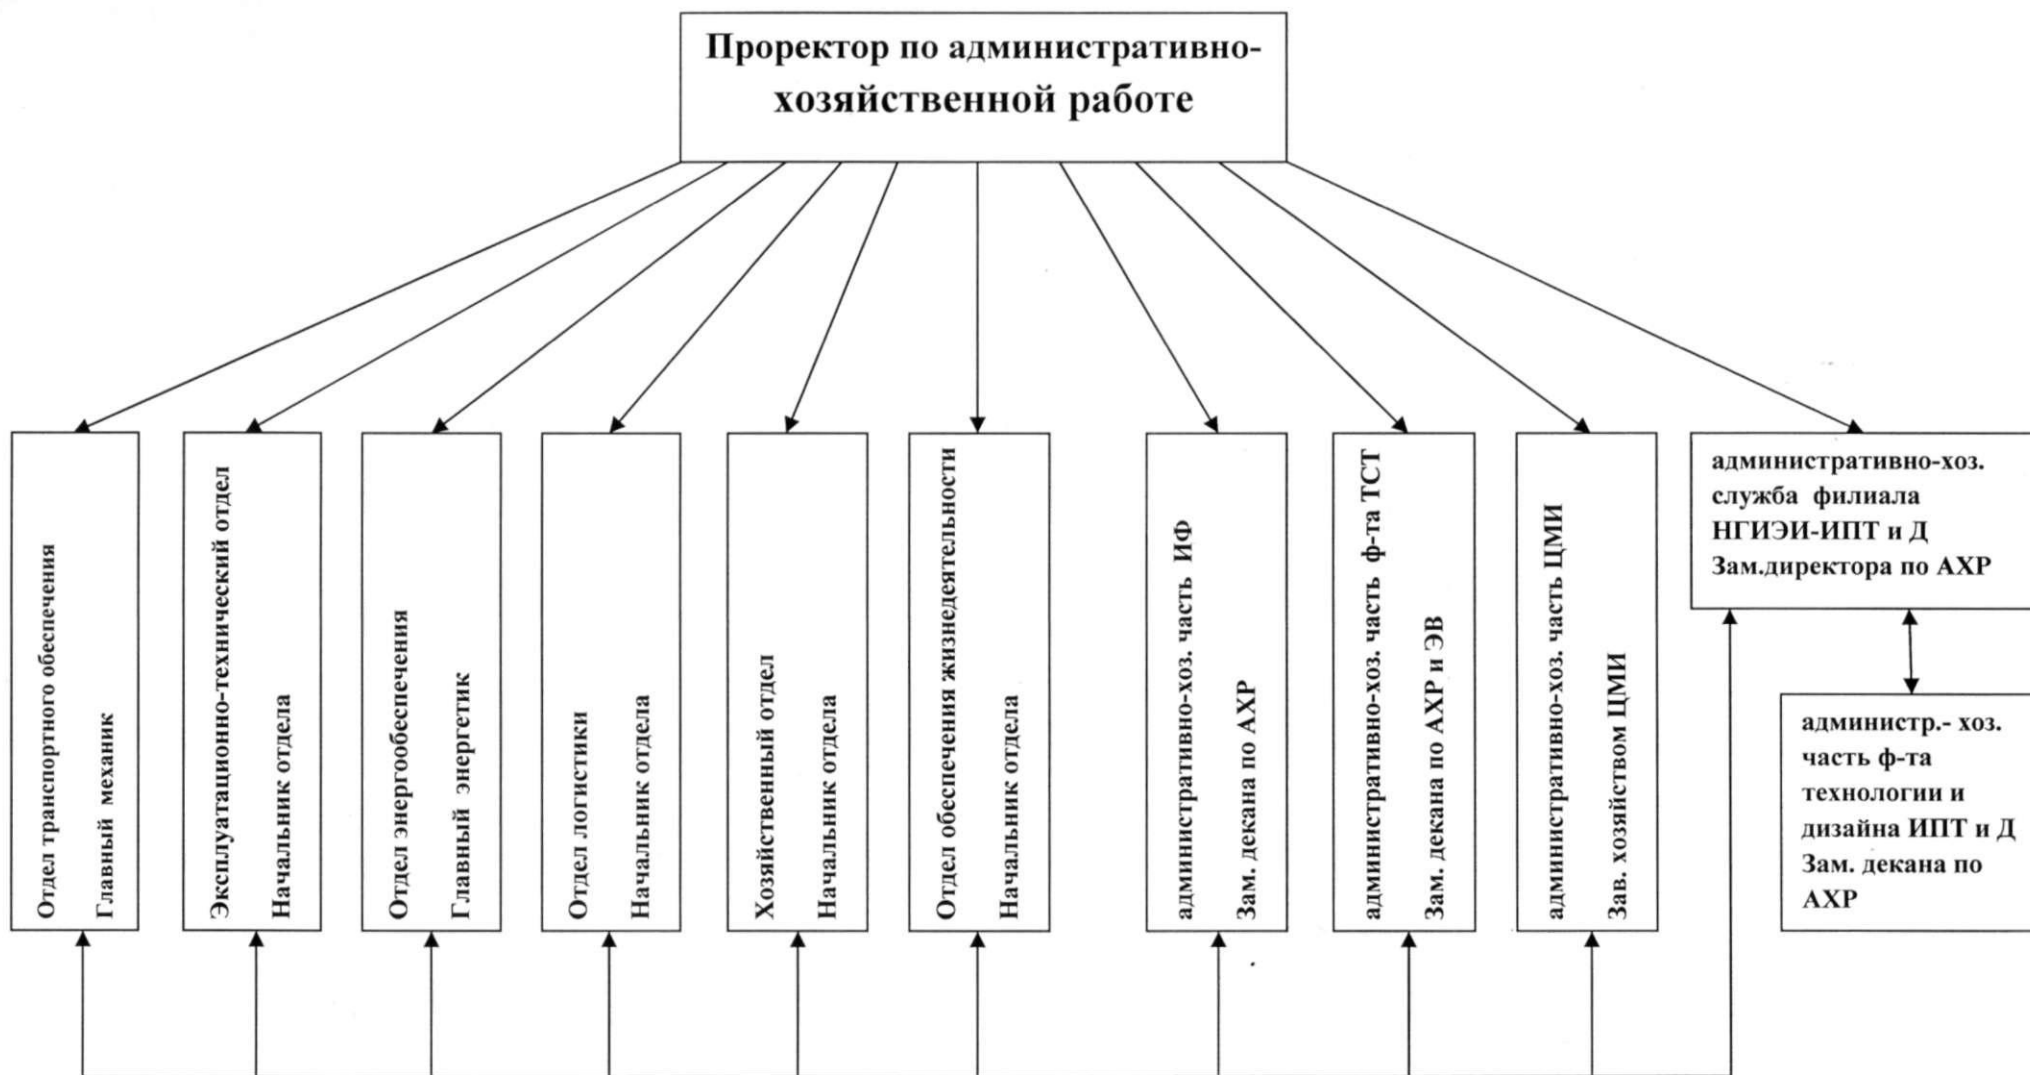 Проректор по административно-
хозяйственной работе
Отдел транспортного обеспечения
Главный механик
Эксплуатационно-технический отдел
Начальник отдела
Отдел энергообеспечения
Главный энергетик
Отдел логистики
Начальник отдела
Хозяйственный отдел
Начальник отдела
Отдел обеспечения жизнедеятельности
Начальник отдела
административно-хоз. часть ИФ
Зам. декана по АХР
административно-хоз. часть ф-та ТСТ
Зам. декана по АХР и ЭВ
административно-хоз. часть ЦМИ
Зав. хозяйством ЦМИ
административно-хоз.
служба филиала
НГИЭИ-ИПТ и Д
Зам.директора по АХР
администр.- хоз.
часть ф-та
технологии и
дизайна ИПТ и Д
Зам. декана по
АХР